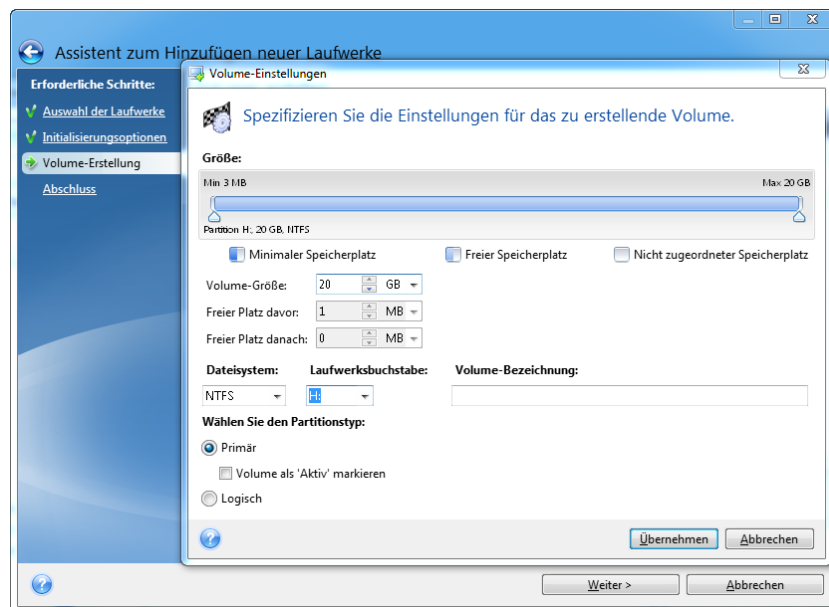 Assistent zum Hinzufügen neuer Laufwerke
Erforderliche Schritte:
Auswahl der Laufwerke
Initialisierungsoptionen
Volume-Erstellung
Abschluss
Volume-Einstellungen
Spezifizieren Sie die Einstellungen für das zu erstellende Volume.
Größe:
Min 3 MB Max 20 GB
Partition H:, 20 GB, NTFS
Minimaler Speicherplatz Freier Speicherplatz Nicht zugeordneter Speicherplatz
Volume-Größe: 20 GB
Freier Platz davor: 1 MB
Freier Platz danach: 0 MB
Dateisystem: Laufwerksbuchstabe: Volume-Bezeichnung:
NTFS H:
Wählen Sie den Partitionstyp:
Primär
Volume als 'Aktiv' markieren
Logisch
? Übernehmen Abbrechen
? Weiter > Abbrechen